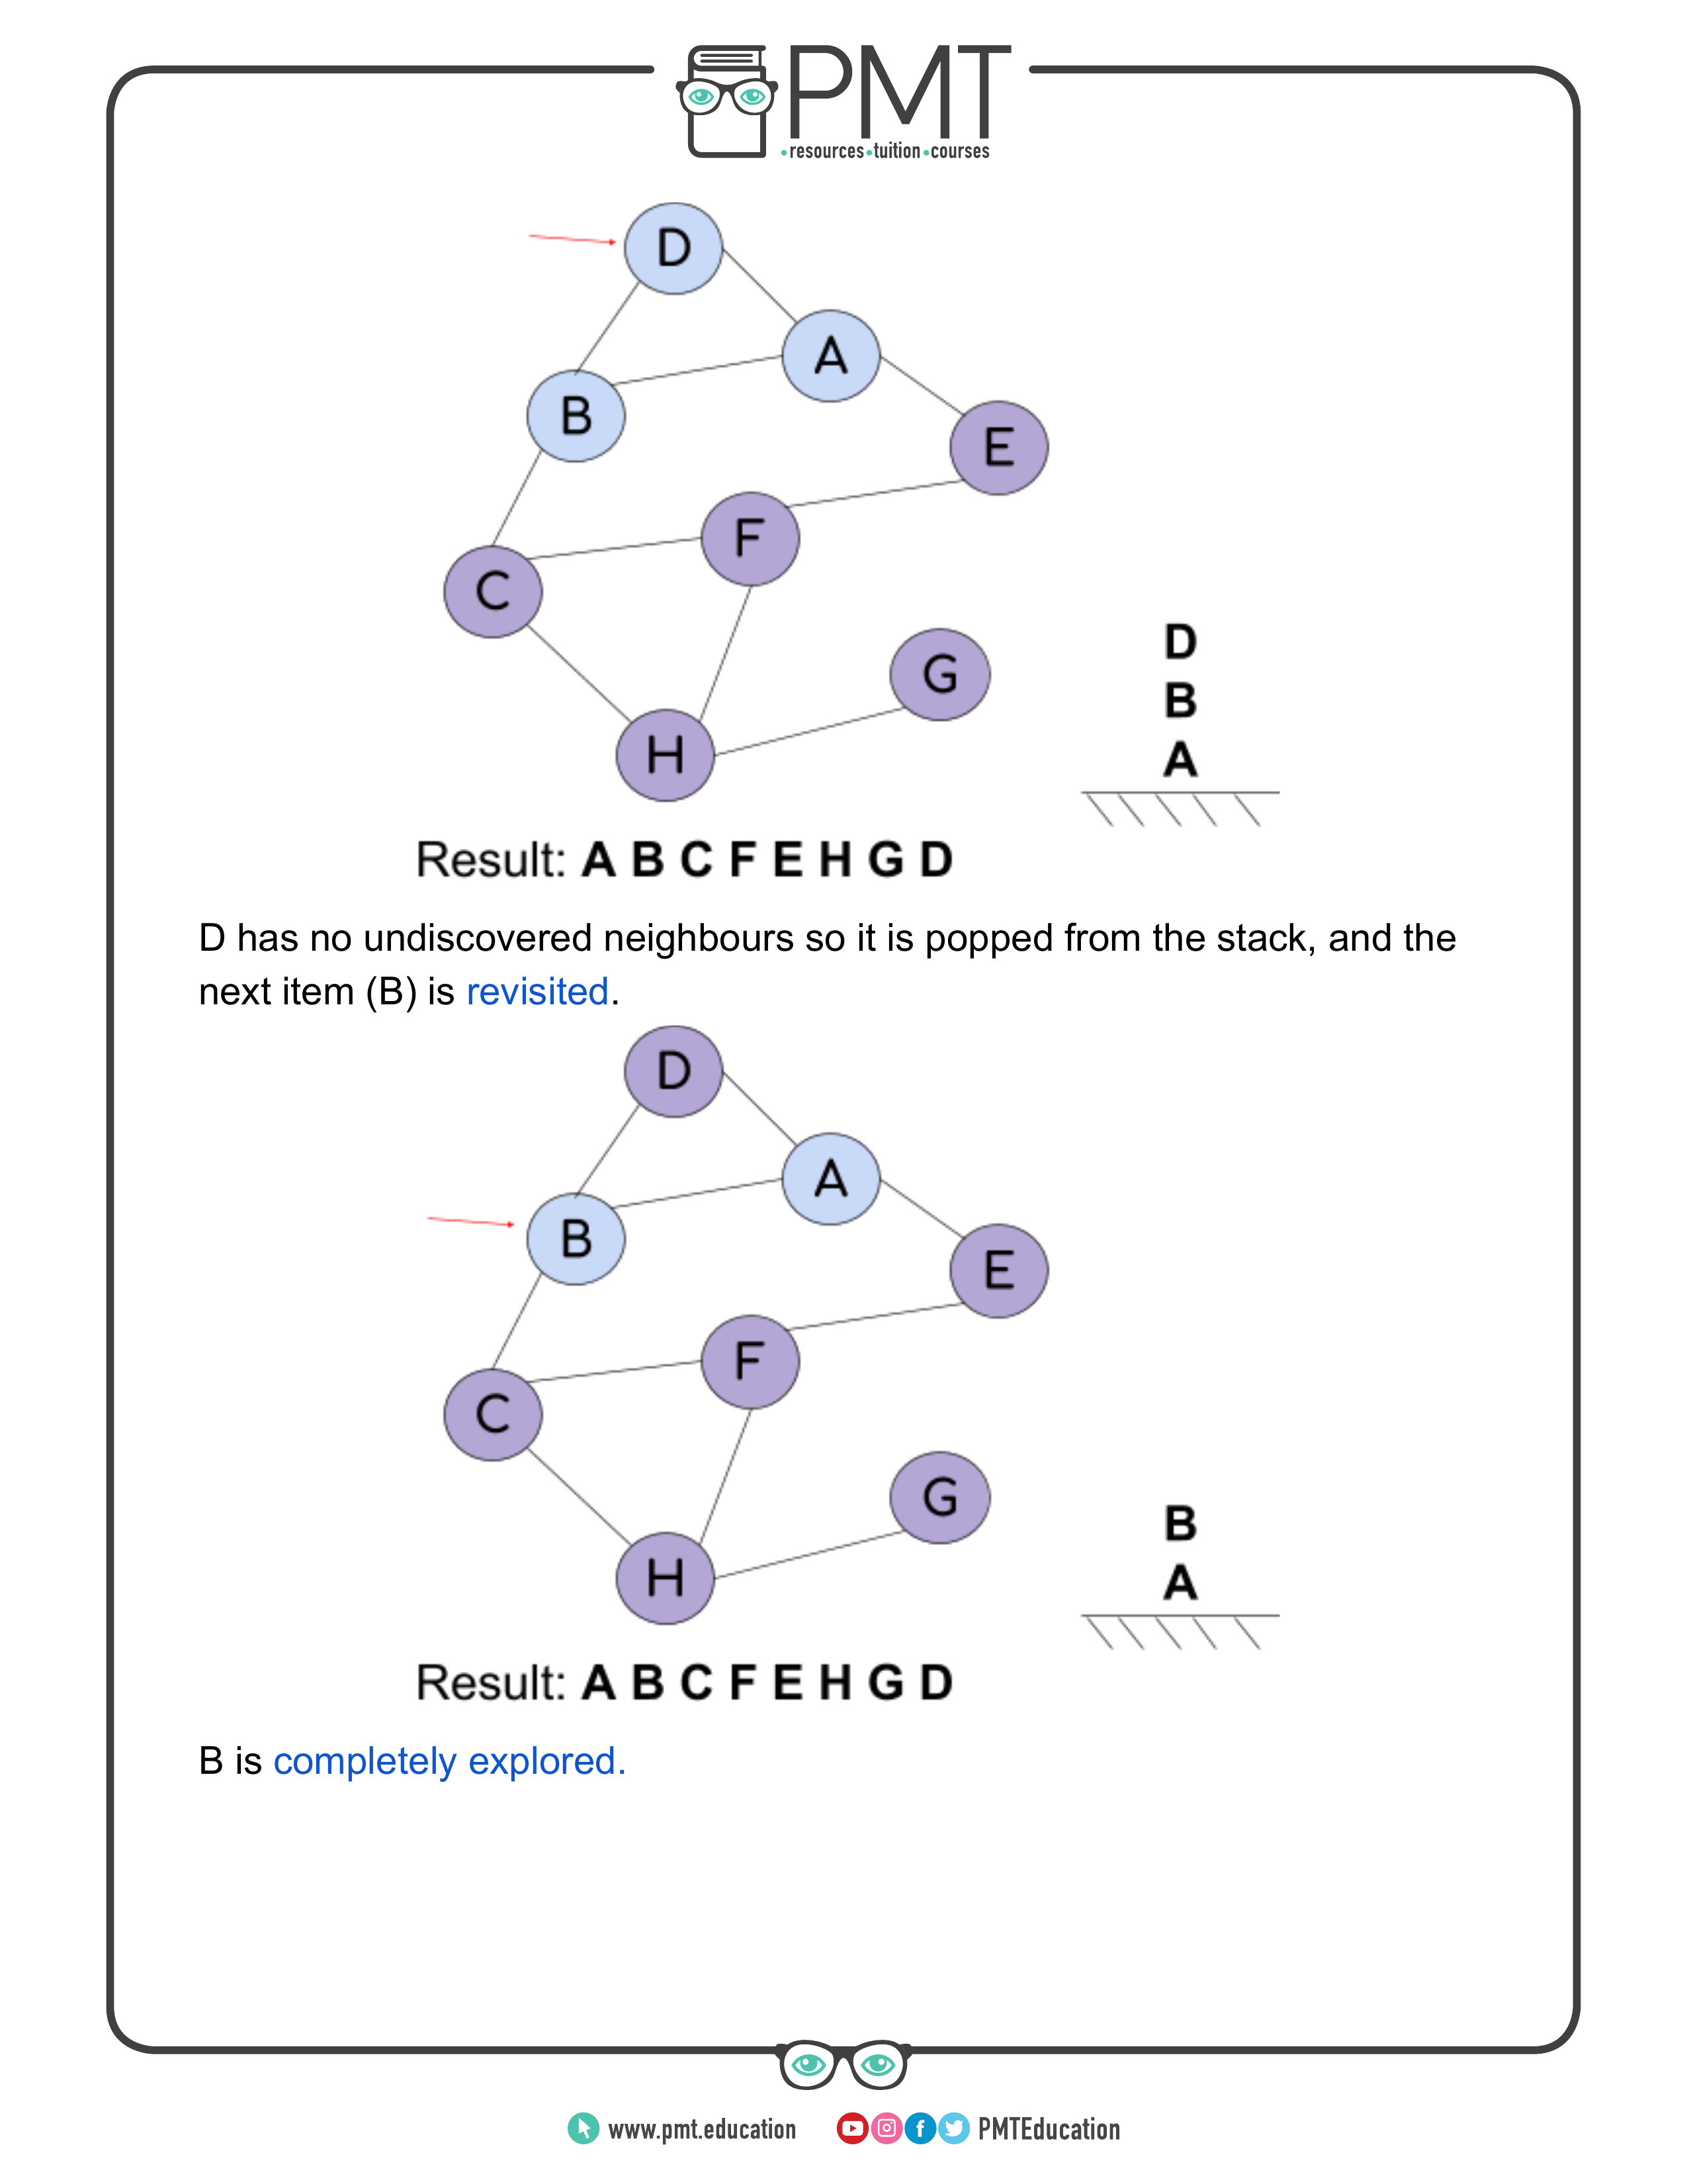 PMT
resources tuition courses
D
A
B
E
F
C
G
H
D
B
A
Result: A B C F E H G D
D has no undiscovered neighbours so it is popped from the stack, and the
next item (B) is revisited.
D
A
B
E
F
C
G
H
B
A
Result: A B C F E H G D
B is completely explored.
www.pmt.education PMTEducation